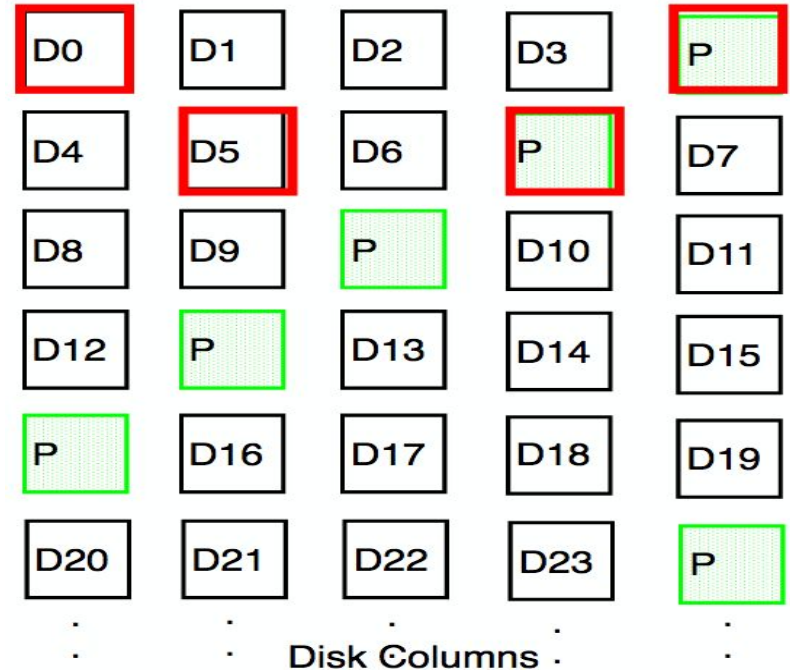 D0 D1 D2 D3 P
D4 D5 D6 P D7
D8 D9 P D10 D11
D12 P D13 D14 D15
P D16 D17 D18 D19
D20 D21 D22 D23 P
Disk Columns